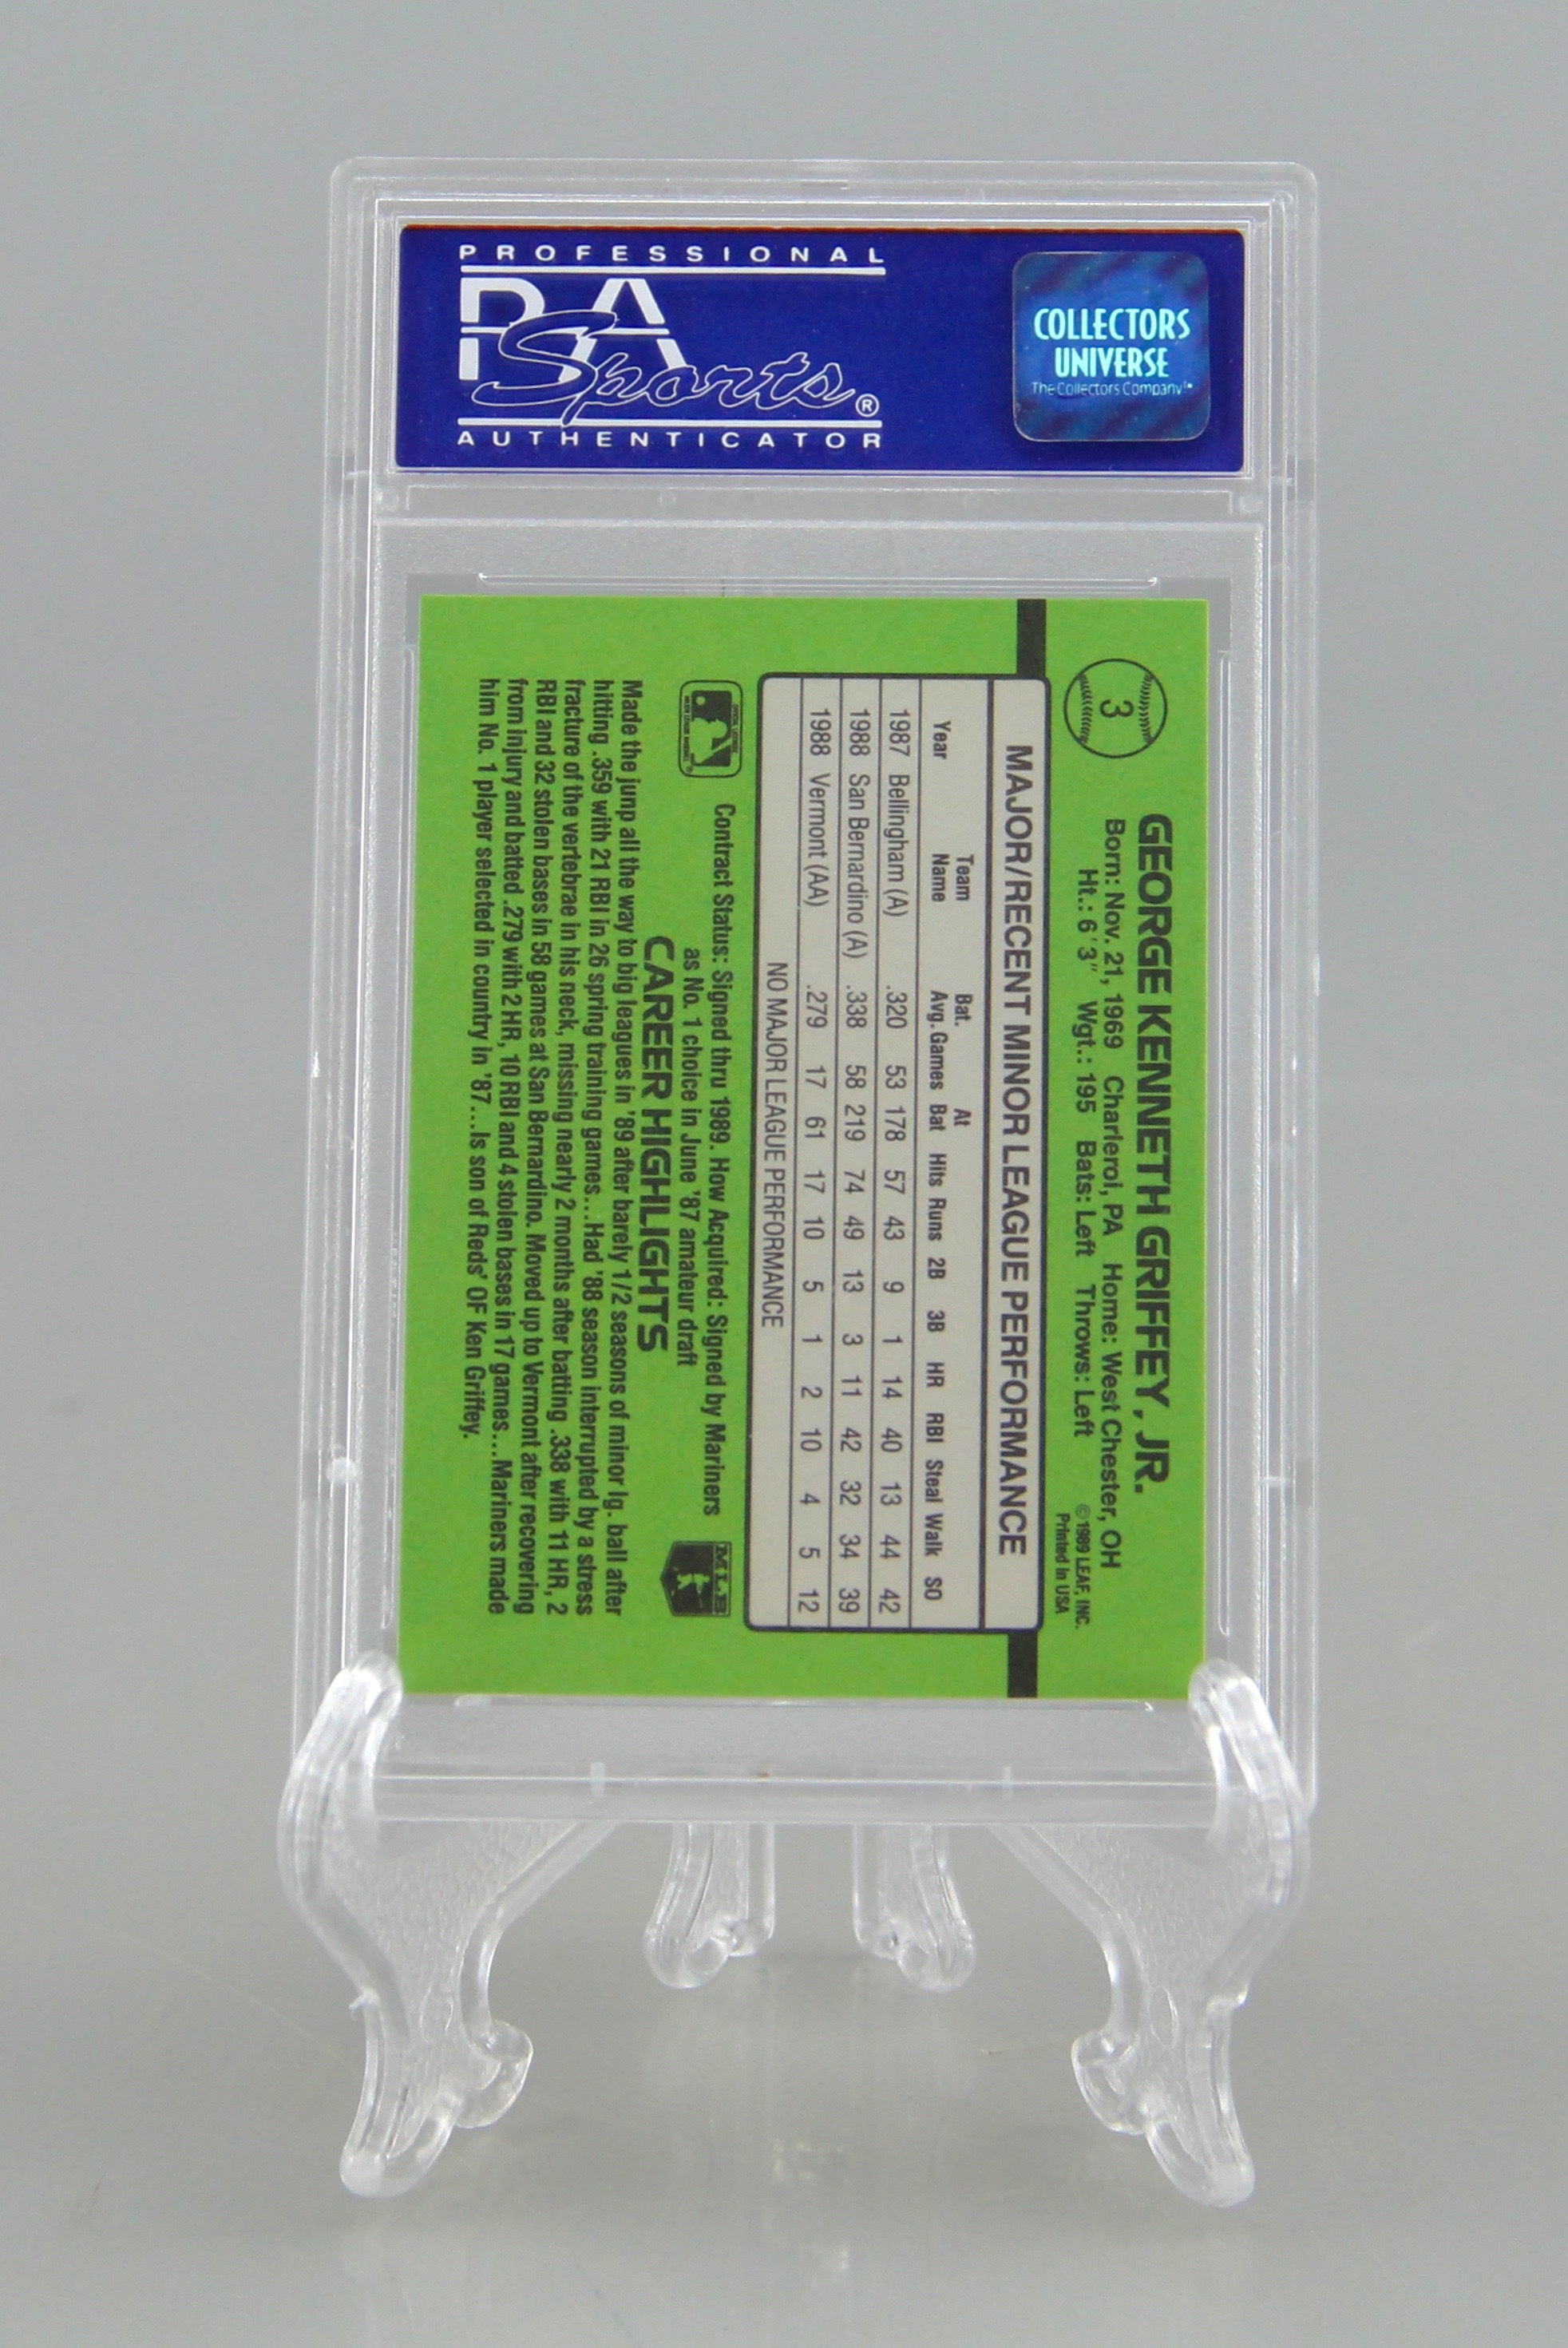 PROFESSIONAL
PSA
Sports®
AUTHENTICATOR
COLLECTORS
UNIVERSE
The Collectors Company™
3
GEORGE KENNETH GRIFFEY, JR.
Born: Nov. 21, 1969 Charleroi, PA Home: West Chester, OH
Ht.: 6'3" Wgt.: 195 Bats: Left Throws: Left
©1989 LEAF, INC.
Printed In USA
MAJOR/RECENT MINOR LEAGUE PERFORMANCE
Year Team Name Bat. Avg. Games At Bat Hits Runs 2B 3B HR RBI Steal Walk SO
1987 Bellingham (A) .320 53 178 57 43 9 1 14 40 13 44 42
1988 San Bernardino (A) .338 58 219 74 49 13 3 11 42 32 34 39
1988 Vermont (AA) .279 17 61 17 10 5 1 2 10 4 5 12
NO MAJOR LEAGUE PERFORMANCE
Contract Status: Signed thru 1989. How Acquired: Signed by Mariners
as No. 1 choice in June '87 amateur draft
MLB
CAREER HIGHLIGHTS
Made the junp all the way to big leagues in '89 after barely 1/2 seasons of minor lg. ball after
hitting .359 with 21 RBI in 26 spring training games...Had '88 season interrupted by a stress
fracture of the vertebrae in his neck, missing nearly 2 months after batting .338 with 11 HR, 2
RBI and 32 stolen bases in 58 games at San Bernardino. Moved up to Vermont after recovering
from injury and batted .279 with 2 HR, 10 RBI and 4 stolen bases in 17 games...Mariners made
him No. 1 player selected in country in '87...Is son of Reds' OF Ken Griffey.